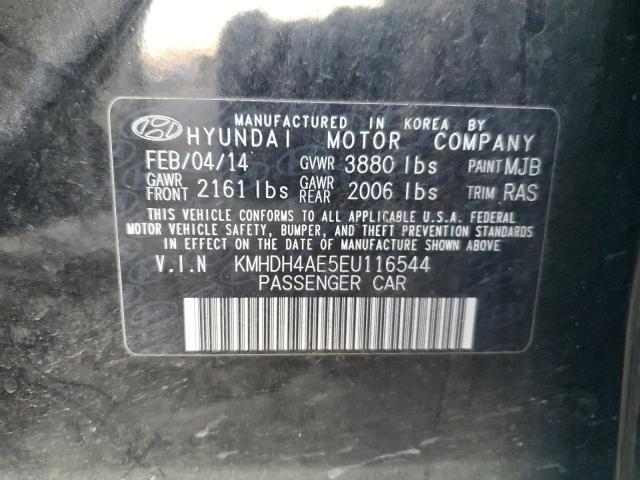 MANUFACTURED IN KOREA BY
HYUNDAI MOTOR COMPANY
FEB/04/14 GVWR 3880 lbs PAINT MJB
GAWR FRONT 2161 lbs GAWR REAR 2006 lbs TRIM RAS
THIS VEHICLE CONFORMS TO ALL APPLICABLE U.S.A. FEDERAL
MOTOR VEHICLE SAFETY, BUMPER, AND THEFT PREVENTION STANDARDS
IN EFFECT ON THE DATE OF MANUFACTURE SHOWN ABOVE.
V.I.N KMHDH4AE5EU116544
PASSENGER CAR